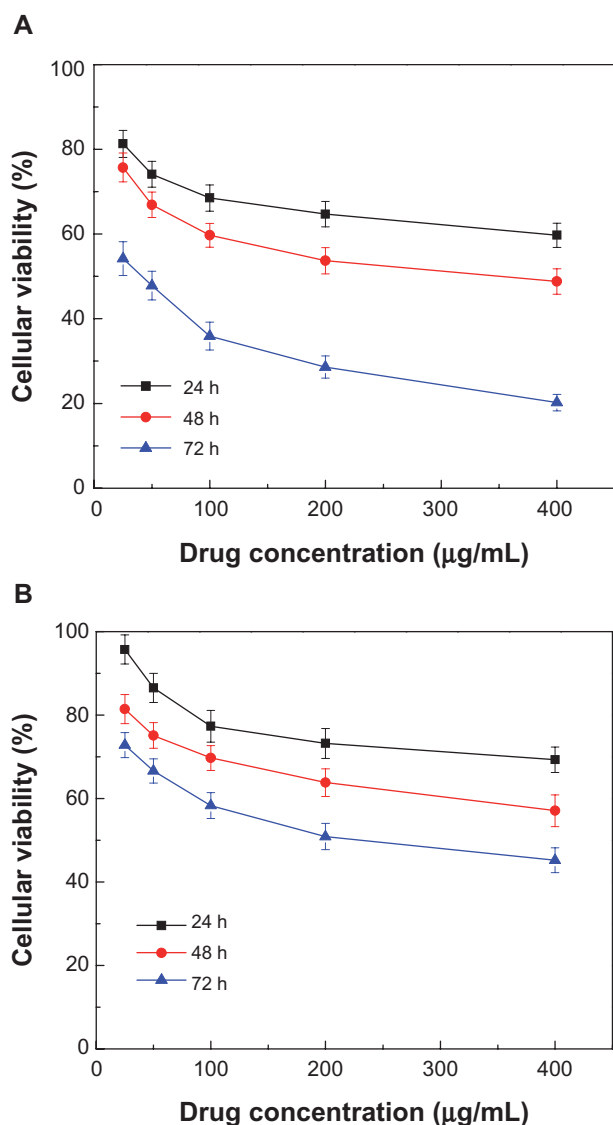 A
100
80
60
40
20
0
Cellular viability (%)
24 h
48 h
72 h
0 100 200 300 400
Drug concentration (μg/mL)
B
100
80
60
40
20
0
Cellular viability (%)
24 h
48 h
72 h
0 100 200 300 400
Drug concentration (μg/mL)